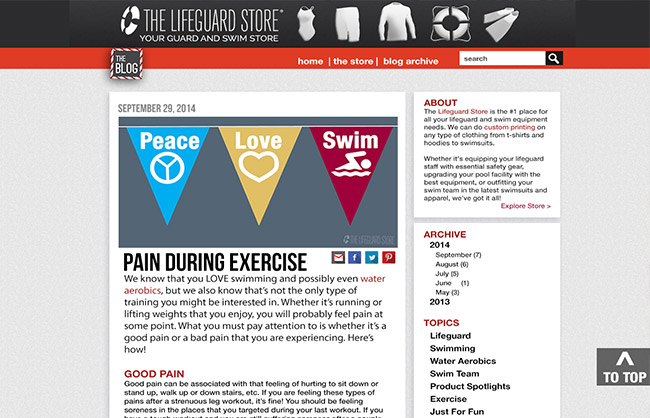 THE LIFEGUARD STORE®
YOUR GUARD AND SWIM STORE
THE
BLOG
home | the store | blog archive
search
SEPTEMBER 29, 2014
Peace
Love
Swim
THE LIFEGUARD STORE
PAIN DURING EXERCISE
We know that you LOVE swimming and possibly even water
aerobics, but we also know that's not the only type of
training you might be interested in. Whether it's running or
lifting weights that you enjoy, you will probably feel pain at
some point. What you must pay attention to is whether it's a
good pain or a bad pain that you are experiencing. Here's
how!
GOOD PAIN
Good pain can be associated with that feeling of hurting to sit down or
stand up, walk up or down stairs, etc. If you are feeling these types of
pains after a strenuous leg workout, it's fine! You should be feeling
soreness in the places that you targeted during your last workout. If you
ABOUT
The Lifeguard Store is the #1 place for
all your lifeguard and swim equipment
needs. We can do custom printing on
any type of clothing from t-shirts and
hoodies to swimsuits.
Whether it's equipping your lifeguard
staff with essential safety gear,
upgrading your pool facility with the
best equipment, or outfitting your
swim team in the latest swimsuits and
apparel, we've got it all!
Explore Store >
ARCHIVE
2014
September (7)
August (6)
July (5)
June (1)
May (3)
2013
TOPICS
Lifeguard
Swimming
Water Aerobics
Swim Team
Product Spotlights
Exercise
Just For Fun
TO TOP